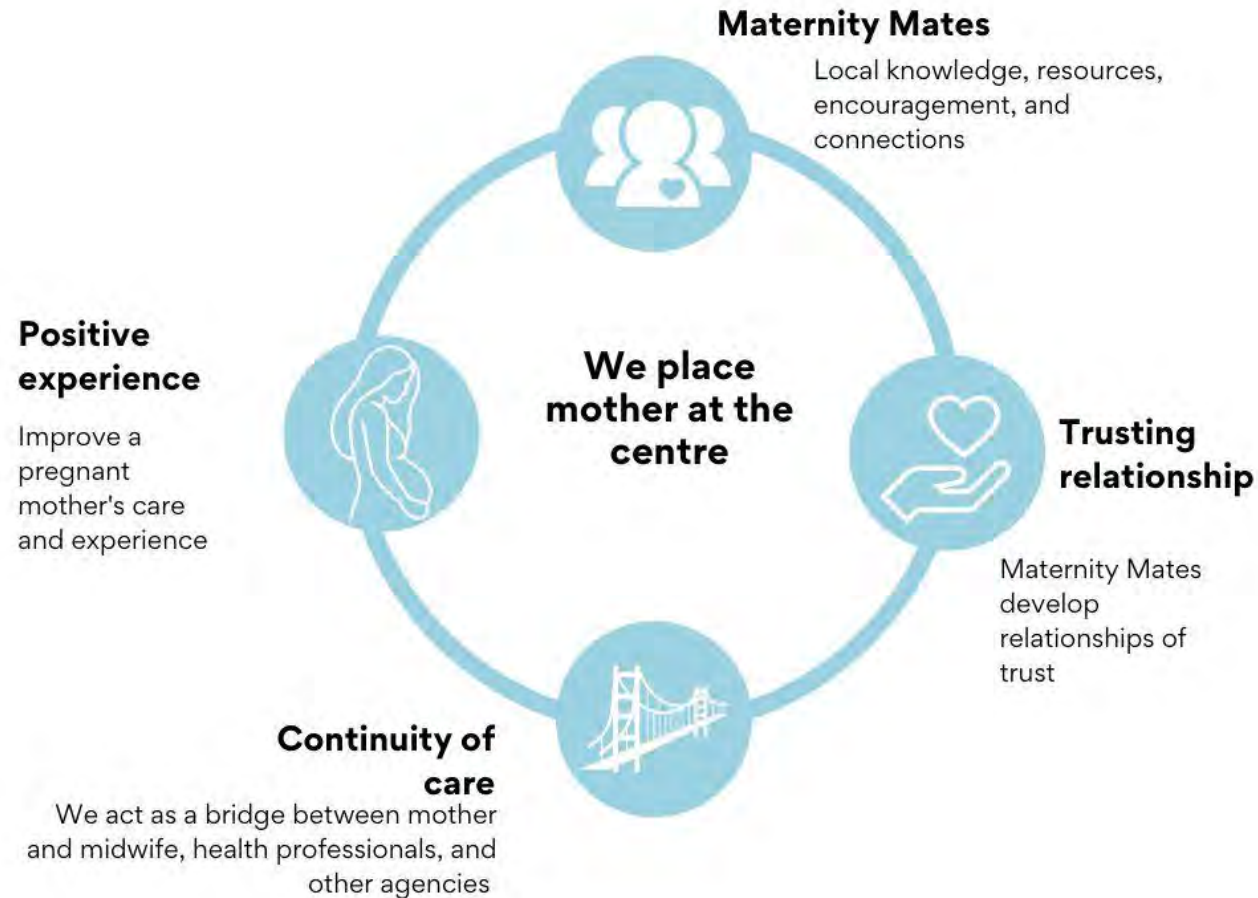 Maternity Mates
Local knowledge, resources,
encouragement, and
connections
Positive
experience
Improve a
pregnant
mother's care
and experience
We place
mother at the
centre
Trusting
relationship
Maternity Mates
develop
relationships of
trust
Continuity of
care
We act as a bridge between mother
and midwife, health professionals, and
other agencies